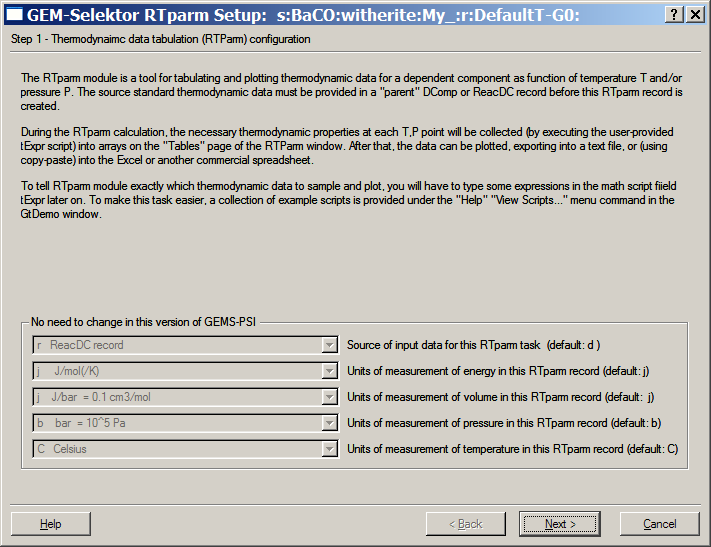 GEM-Selektor RTparm Setup:  s:BaCO:witherite:My_:r:DefaultT-G0:
Step 1 - Thermodynaimc data tabulation (RTParm) configuration
The RTparm module is a tool for tabulating and plotting thermodynamic data for a dependent component as function of temperature T and/or
pressure P. The source standard thermodynamic data must be provided in a "parent" DComp or ReacDC record before this RTparm record is
created.
During the RTparm calculation, the necessary thermodynamic properties at each T,P point will be collected (by executing the user-provided
tExpr script) into arrays on the "Tables" page of the RTParm window. After that, the data can be plotted, exporting into a text file, or (using
copy-paste) into the Excel or another commercial spreadsheet.
To tell RTparm module exactly which thermodynamic data to sample and plot, you will have to type some expressions in the math script fiield
tExpr later on. To make this task easier, a collection of example scripts is provided under the "Help" "View Scripts..." menu command in the
GtDemo window.
No need to change in this version of GEMS-PSI
r   ReacDC record   Source of input data for this RTparm task  (default: d )
j     J/mol(/K)   Units of measurement of energy in this RTparm record (default: j)
j    J/bar  = 0.1 cm3/mol   Units of measurement of volume in this RTparm record (default:  j)
b    bar  = 10^5 Pa   Units of measurement of pressure in this RTparm record (default: b)
C   Celsius   Units of measurement of temperature in this RTparm record (default: C)
Help   < Back   Next >   Cancel